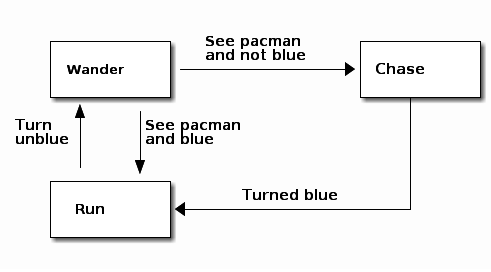 See pacman
and not blue
Wander
Chase
Turn
unblue
See pacman
and blue
Turned blue
Run